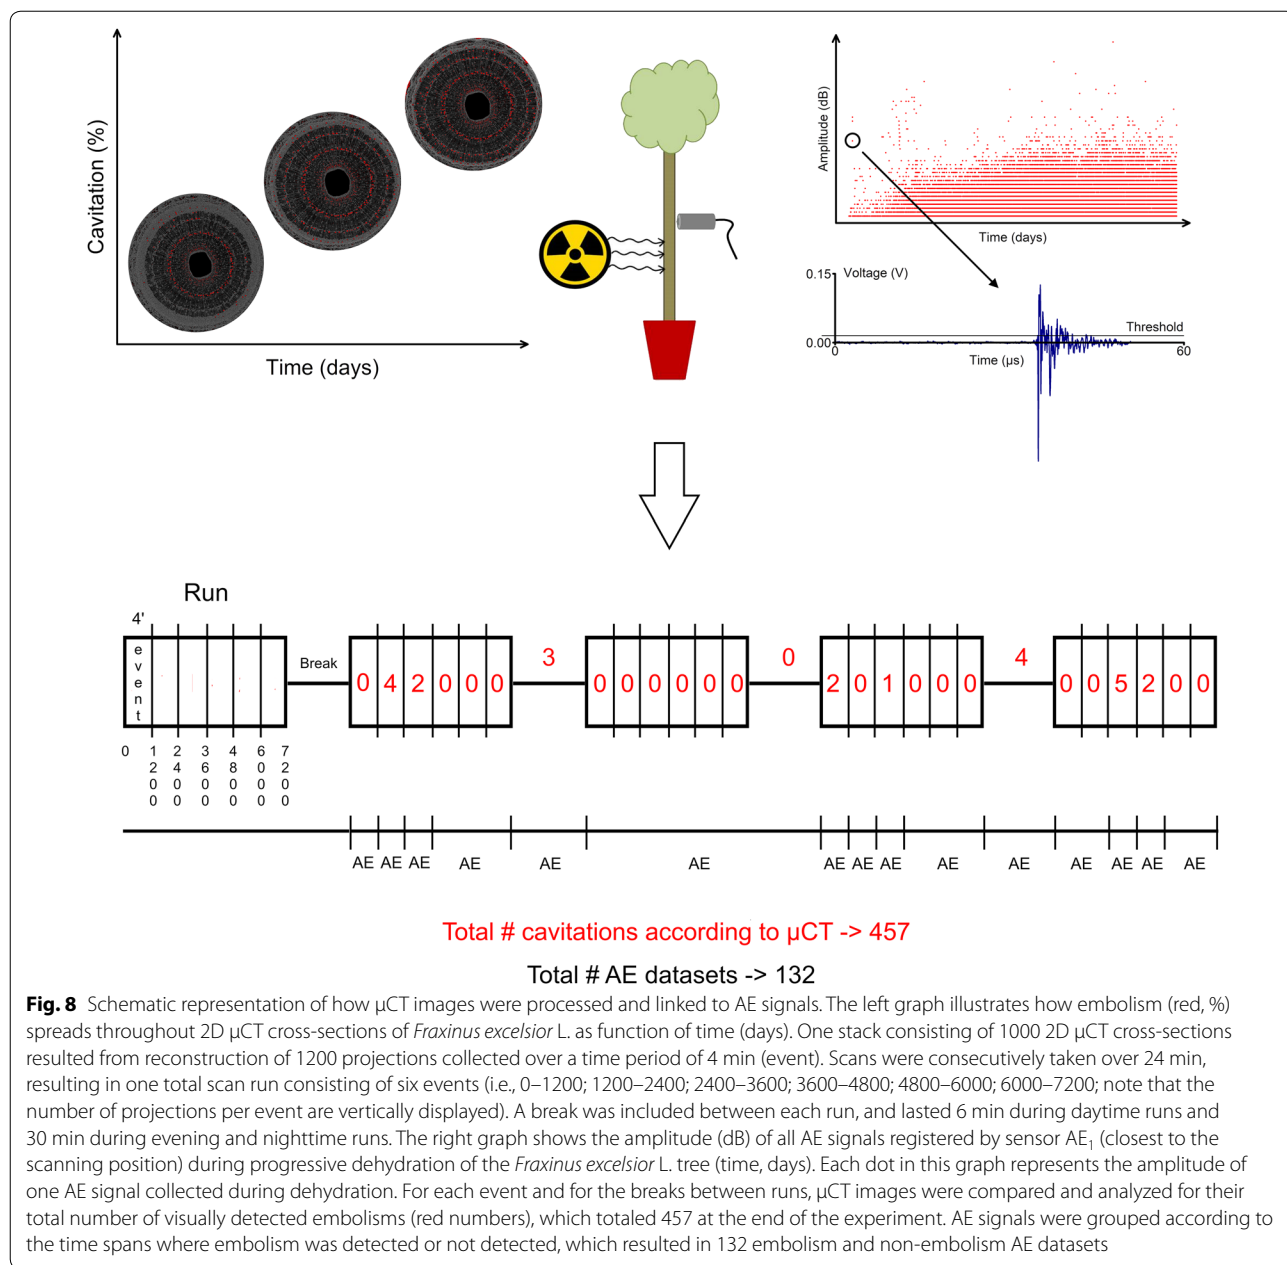 Cavitation (%)
Time (days)
Amplitude (dB)
Time (days)
0.15
Voltage (V)
Threshold
0.00
0
Time (µs)
60
Run
4'
event
Break
0 4 2 0 0 0
3
0 0 0 0 0 0
0
2 0 1 0 0 0
4
0 0 5 2 0 0
0
1200
2400
3600
4800
6000
7200
AE AE AE AE AE AE AE AE AE AE AE AE AE AE
Total # cavitations according to µCT -> 457
Total # AE datasets -> 132
Fig. 8 Schematic representation of how µCT images were processed and linked to AE signals. The left graph illustrates how embolism (red, %)
spreads throughout 2D µCT cross-sections of Fraxinus excelsior L. as function of time (days). One stack consisting of 1000 2D µCT cross-sections
resulted from reconstruction of 1200 projections collected over a time period of 4 min (event). Scans were consecutively taken over 24 min,
resulting in one total scan run consisting of six events (i.e., 0–1200; 1200–2400; 2400–3600; 3600–4800; 4800–6000; 6000–7200; note that the
number of projections per event are vertically displayed). A break was included between each run, and lasted 6 min during daytime runs and
30 min during evening and nighttime runs. The right graph shows the amplitude (dB) of all AE signals registered by sensor AE1 (closest to the
scanning position) during progressive dehydration of the Fraxinus excelsior L. tree (time, days). Each dot in this graph represents the amplitude of
one AE signal collected during dehydration. For each event and for the breaks between runs, µCT images were compared and analyzed for their
total number of visually detected embolisms (red numbers), which totaled 457 at the end of the experiment. AE signals were grouped according to
the time spans where embolism was detected or not detected, which resulted in 132 embolism and non-embolism AE datasets